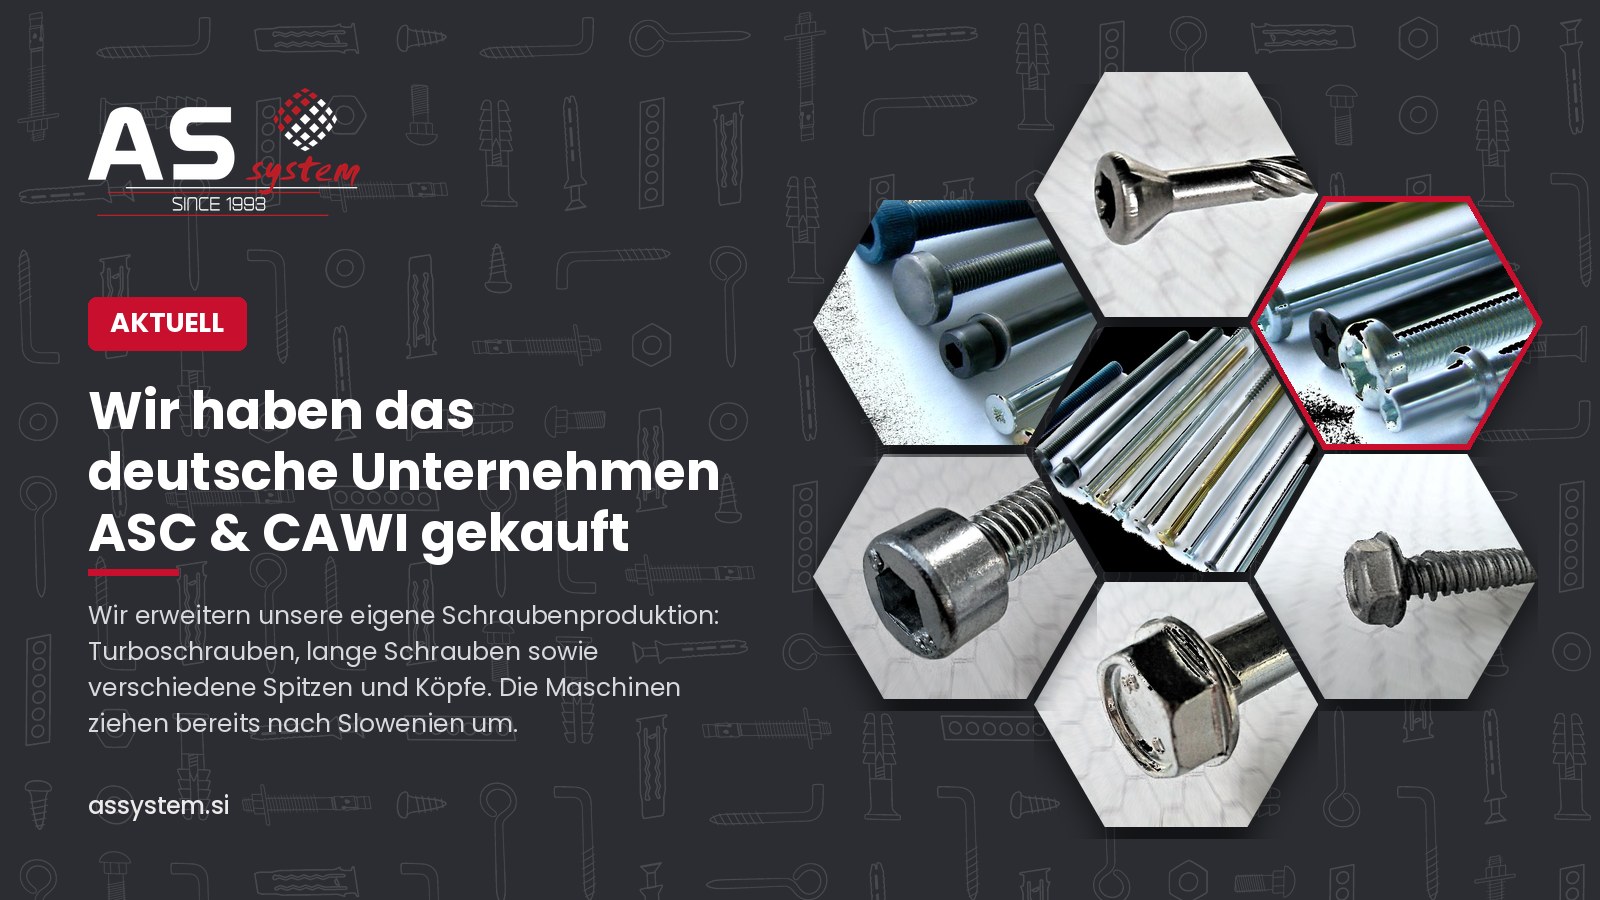 AS
system
SINCE 1993
AKTUELL
Wir haben das
deutsche Unternehmen
ASC & CAWI gekauft
Wir erweitern unsere eigene Schraubenproduktion:
Turboschrauben, lange Schrauben sowie
verschiedene Spitzen und Köpfe. Die Maschinen
ziehen bereits nach Slowenien um.
assystem.si